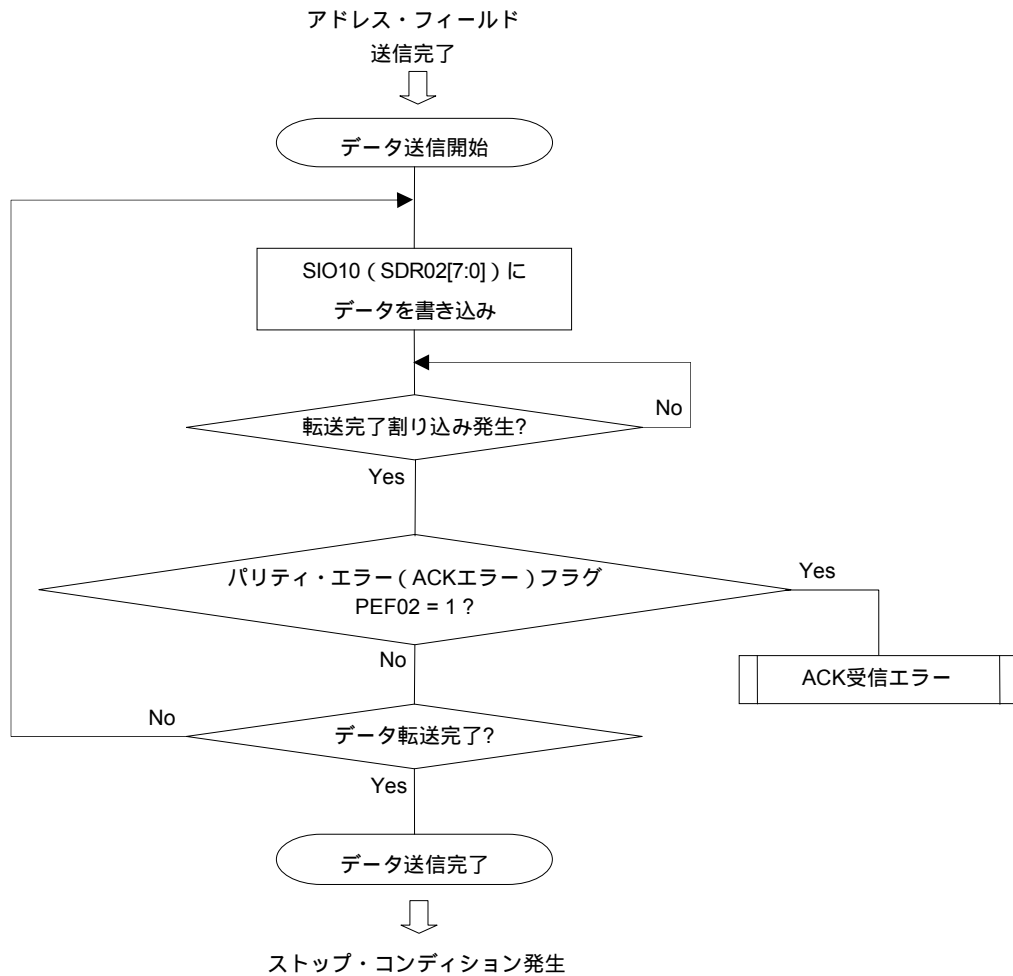 アドレス・フィールド
送信完了
データ送信開始
SIO10（SDR02[7:0]）に
データを書き込み
No
転送完了割り込み発生?
Yes
パリティ・エラー（ACKエラー）フラグ
PEF02 = 1 ?
Yes
No
ACK受信エラー
No
データ転送完了?
Yes
データ送信完了
ストップ・コンディション発生